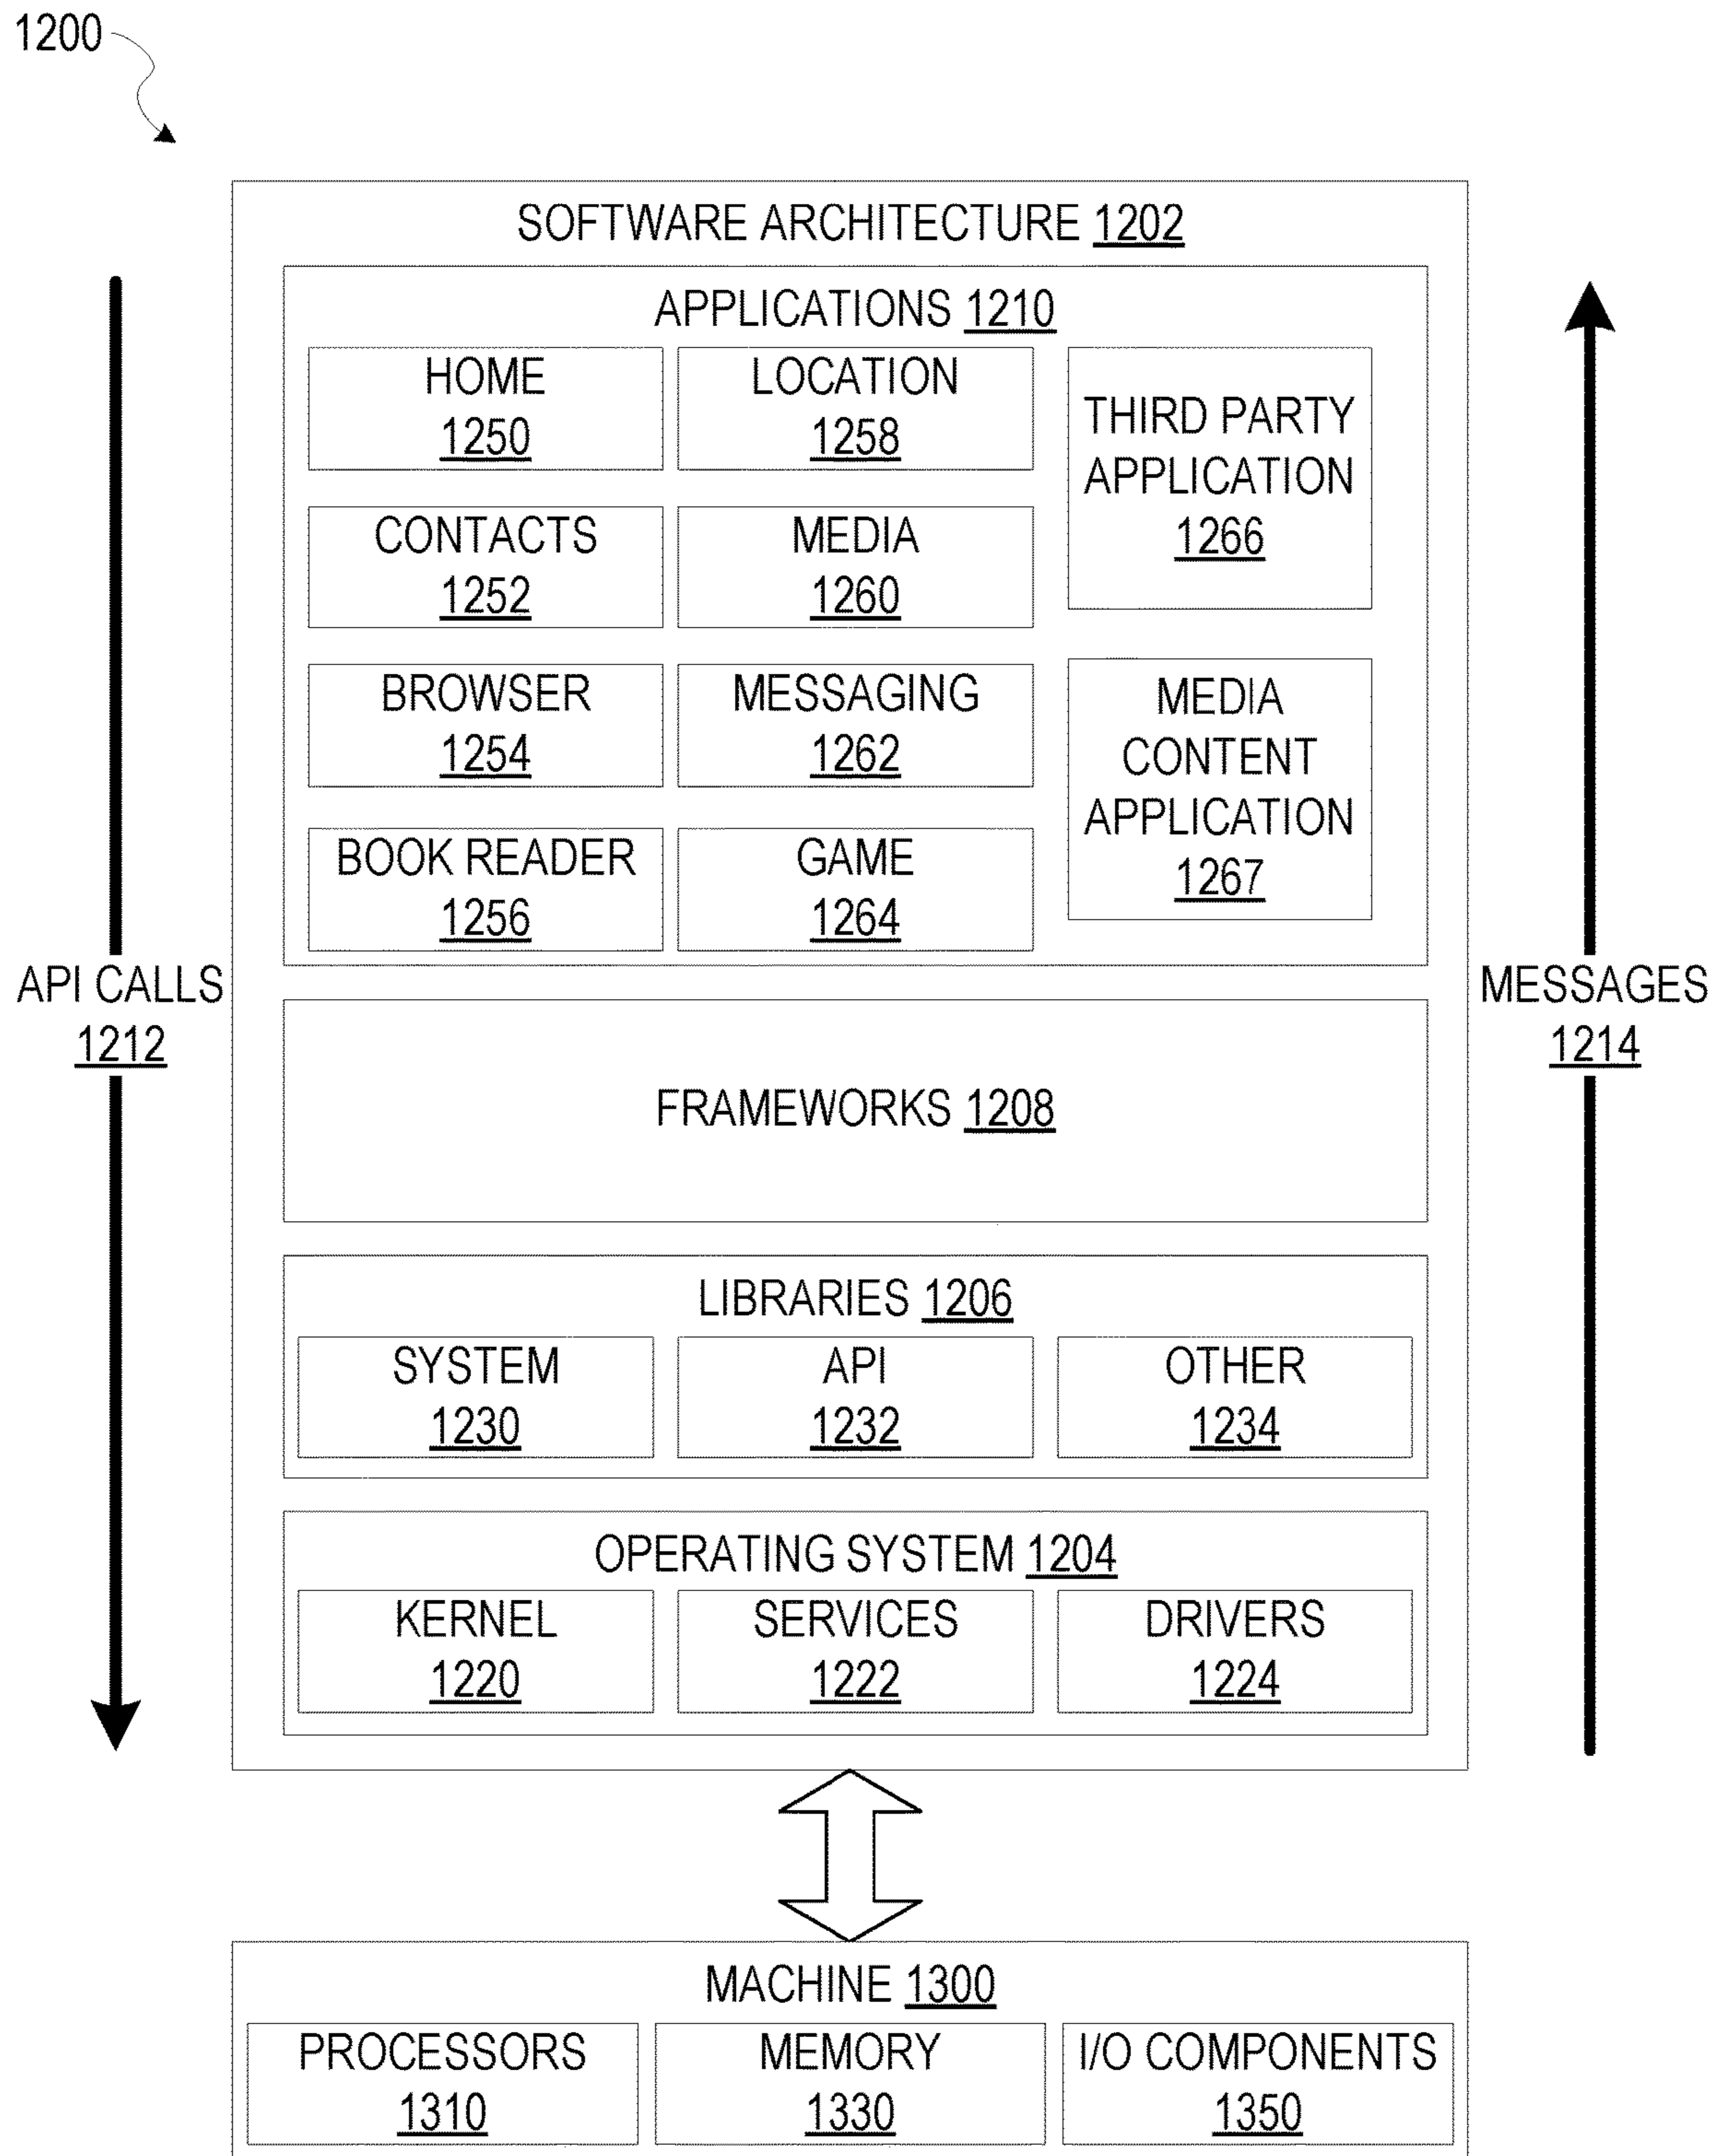 1200
SOFTWARE ARCHITECTURE 1202
APPLICATIONS 1210
HOME
1250
LOCATION
1258
THIRD PARTY
APPLICATION
1266
CONTACTS
1252
MEDIA
1260
BROWSER
1254
MESSAGING
1262
MEDIA
CONTENT
APPLICATION
1267
BOOK READER
1256
GAME
1264
API CALLS
1212
MESSAGES
1214
FRAMEWORKS 1208
LIBRARIES 1206
SYSTEM
1230
API
1232
OTHER
1234
OPERATING SYSTEM 1204
KERNEL
1220
SERVICES
1222
DRIVERS
1224
MACHINE 1300
PROCESSORS
1310
MEMORY
1330
I/O COMPONENTS
1350